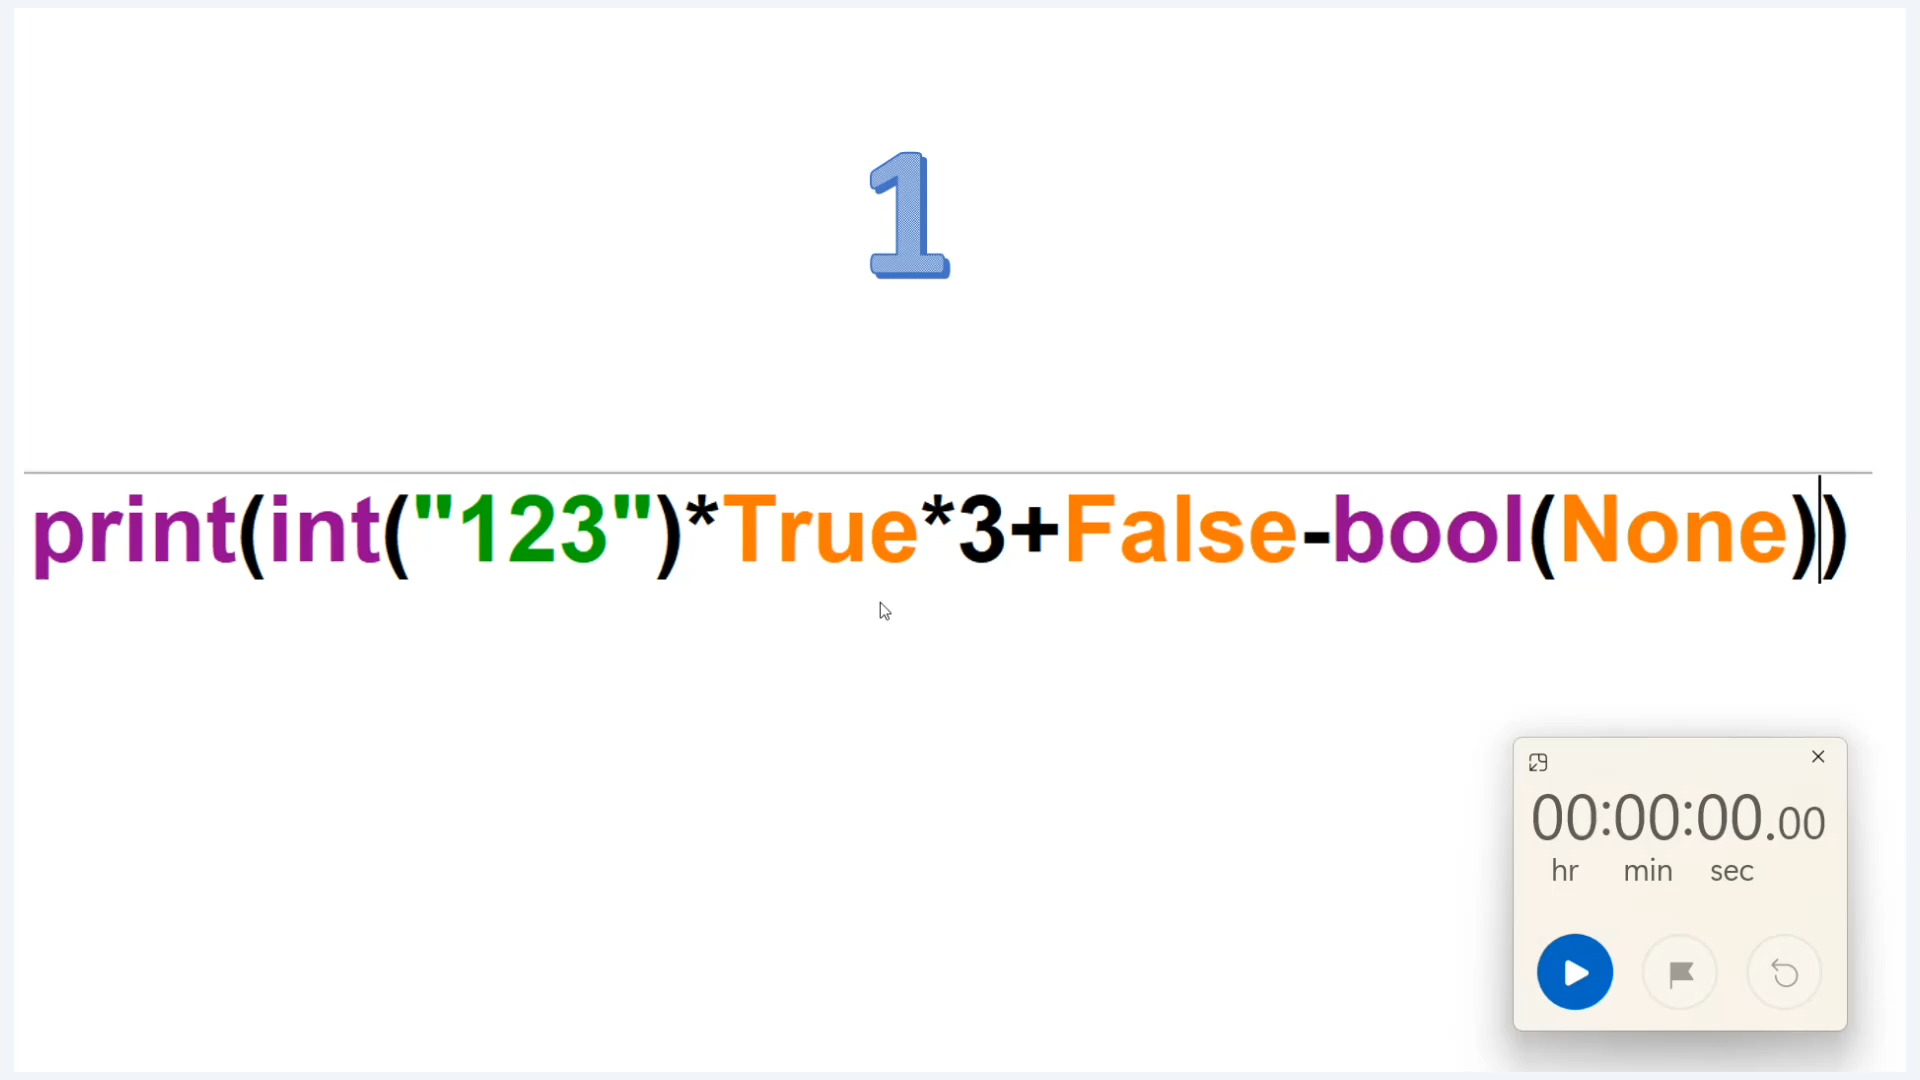 1
print(int("123")*True*3+False-bool(None))
00:00:00.00
hr min sec